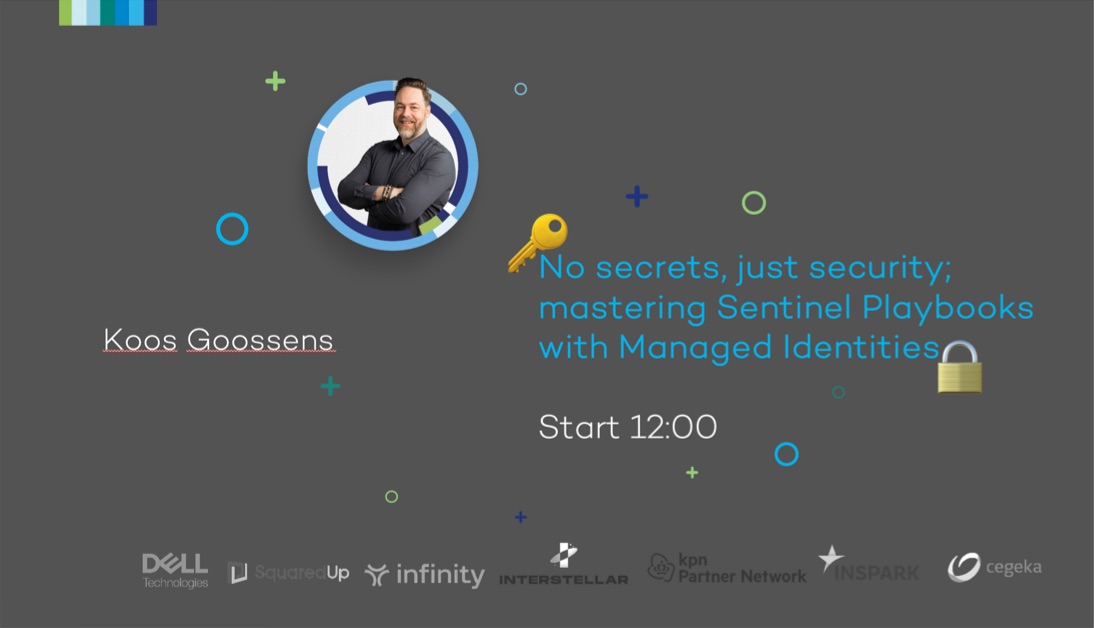 Koos Goossens
No secrets, just security;
mastering Sentinel Playbooks
with Managed Identities
Start 12:00
DELL
Technologies
SquaredUp
infinity
INTERSTELLAR
kpn
Partner Network
INSPARK
cegeka